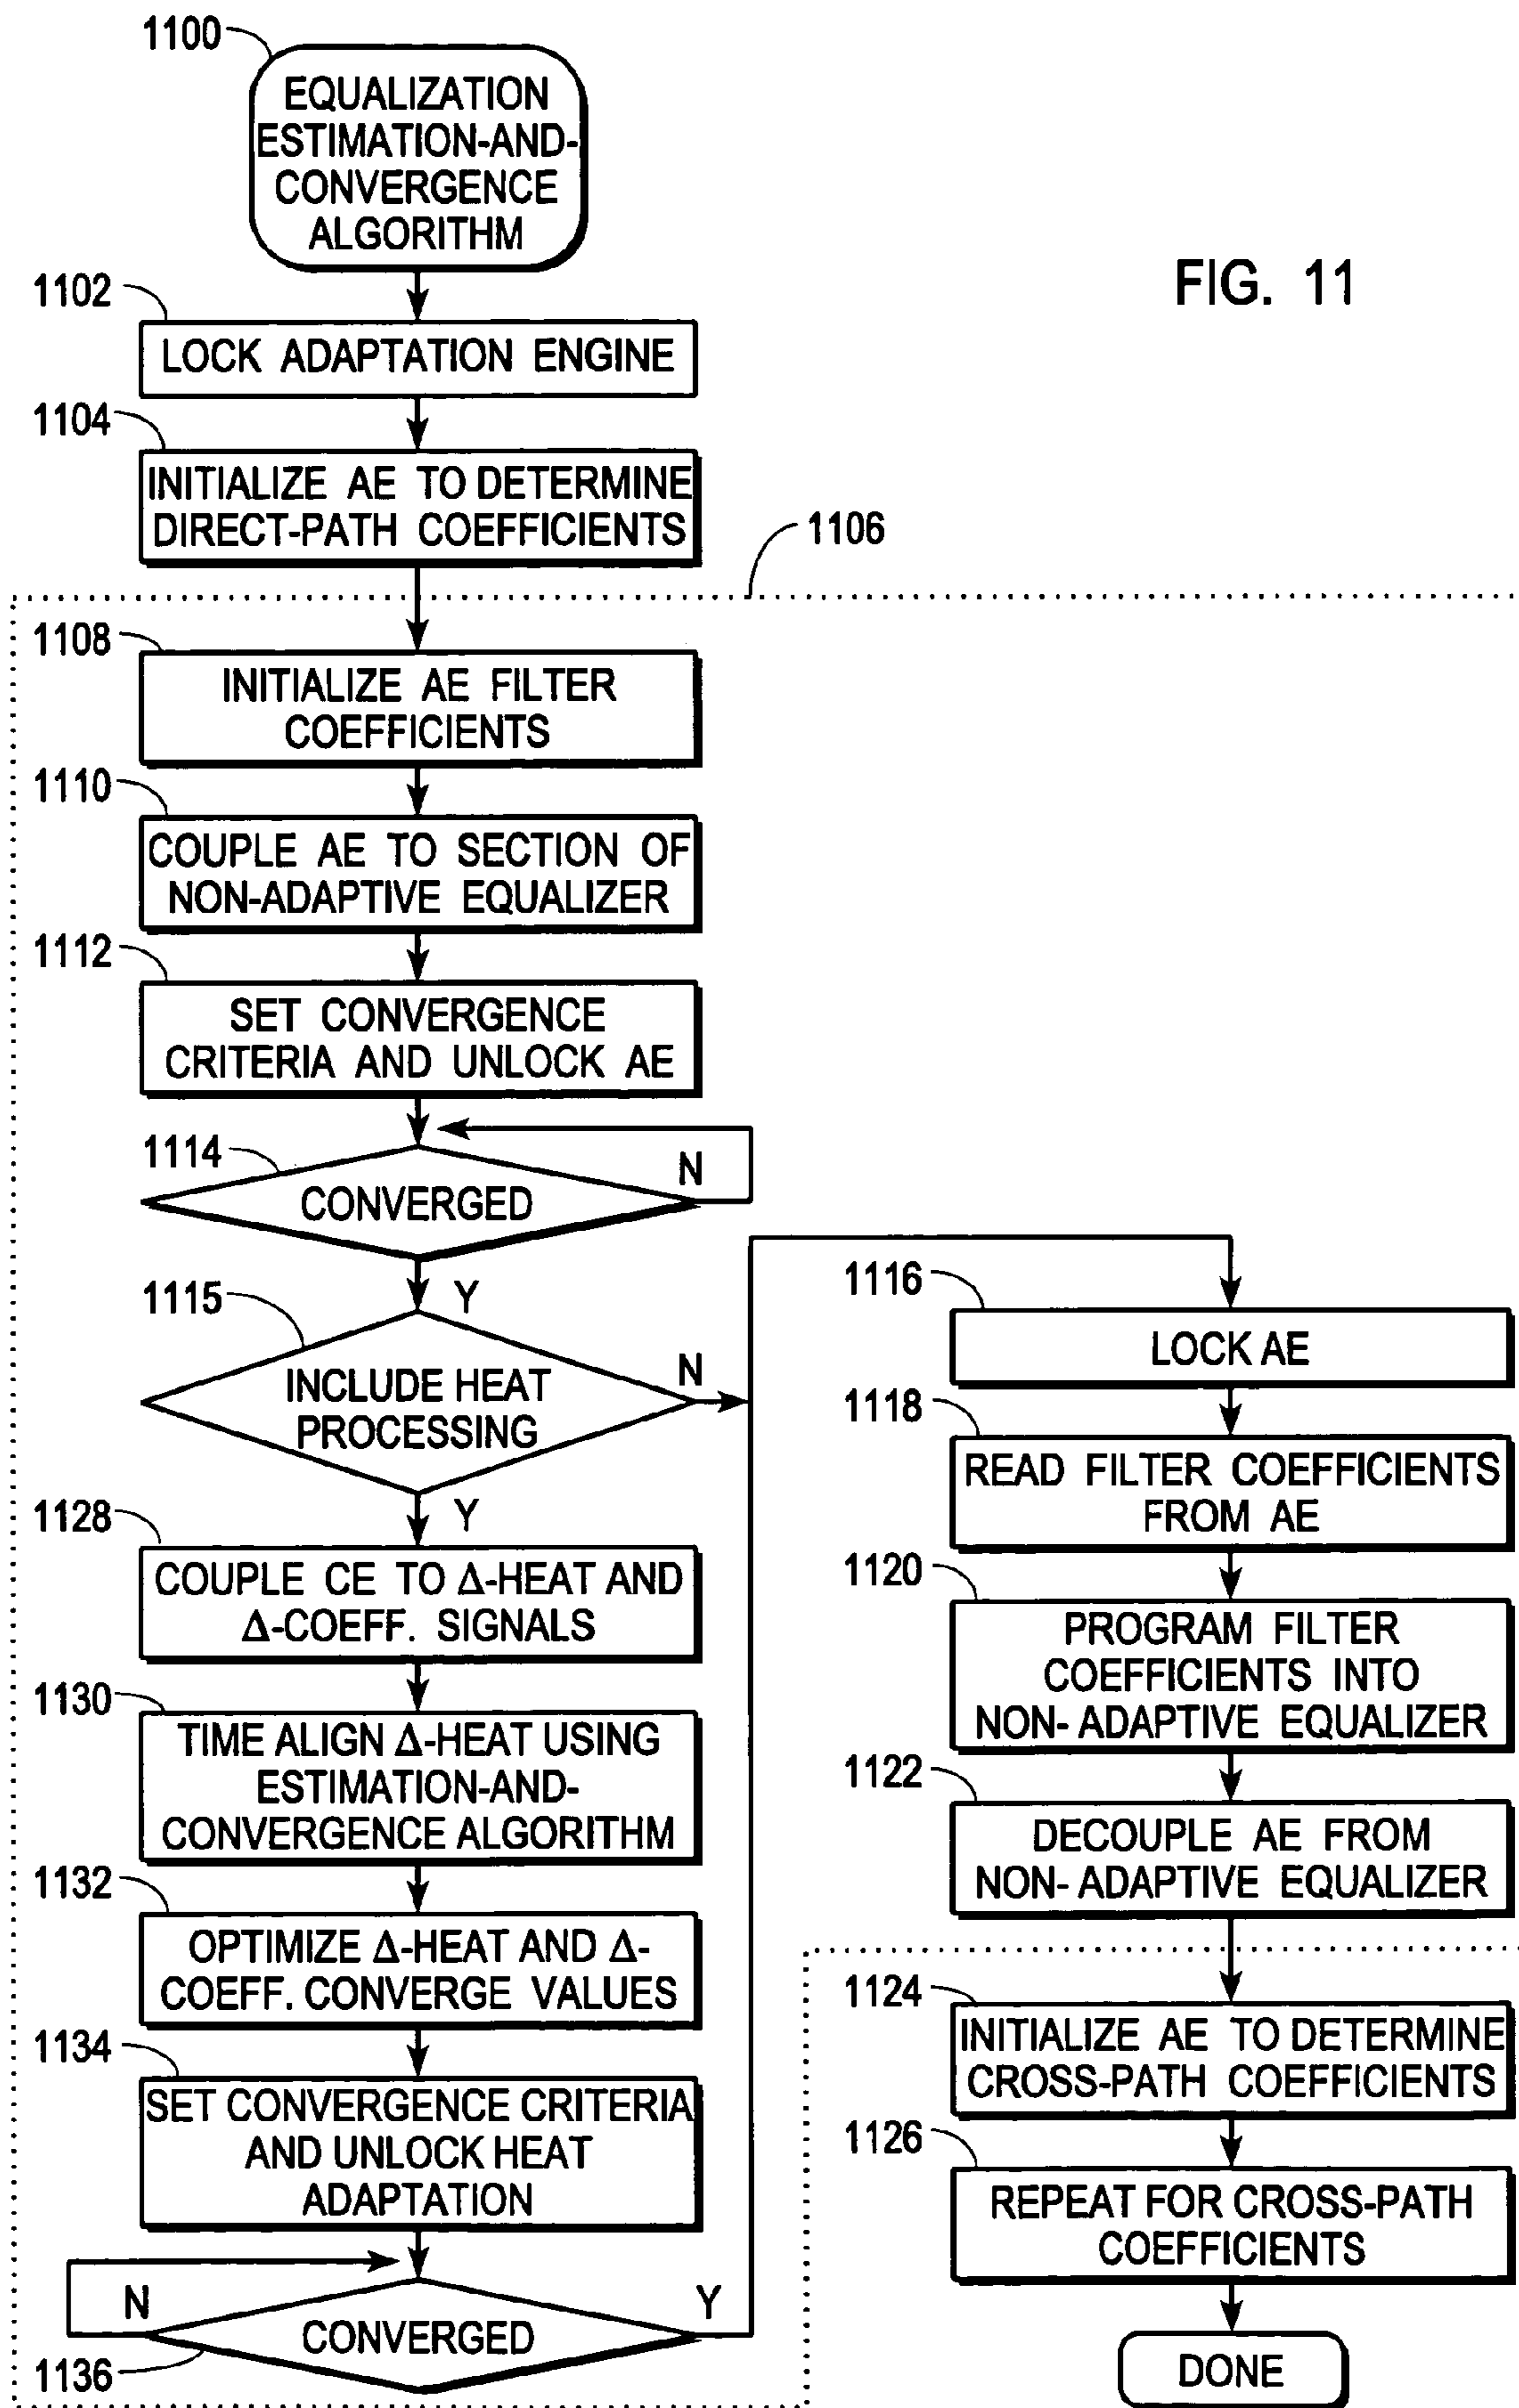 1100
EQUALIZATION
ESTIMATION-AND-
CONVERGENCE
ALGORITHM
FIG. 11
1102
LOCK ADAPTATION ENGINE
1104
INITIALIZE AE TO DETERMINE
DIRECT-PATH COEFFICIENTS
1106
1108
INITIALIZE AE FILTER
COEFFICIENTS
1110
COUPLE AE TO SECTION OF
NON-ADAPTIVE EQUALIZER
1112
SET CONVERGENCE
CRITERIA AND UNLOCK AE
1114
CONVERGED
N
Y
1115
INCLUDE HEAT
PROCESSING
N
Y
1128
COUPLE CE TO Δ-HEAT AND
Δ-COEFF. SIGNALS
1130
TIME ALIGN Δ-HEAT USING
ESTIMATION-AND-
CONVERGENCE ALGORITHM
1132
OPTIMIZE Δ-HEAT AND Δ-
COEFF. CONVERGE VALUES
1134
SET CONVERGENCE CRITERIA
AND UNLOCK HEAT
ADAPTATION
N
CONVERGED
Y
1136
1116
LOCK AE
1118
READ FILTER COEFFICIENTS
FROM AE
1120
PROGRAM FILTER
COEFFICIENTS INTO
NON- ADAPTIVE EQUALIZER
1122
DECOUPLE AE FROM
NON- ADAPTIVE EQUALIZER
1124
INITIALIZE AE TO DETERMINE
CROSS-PATH COEFFICIENTS
1126
REPEAT FOR CROSS-PATH
COEFFICIENTS
DONE